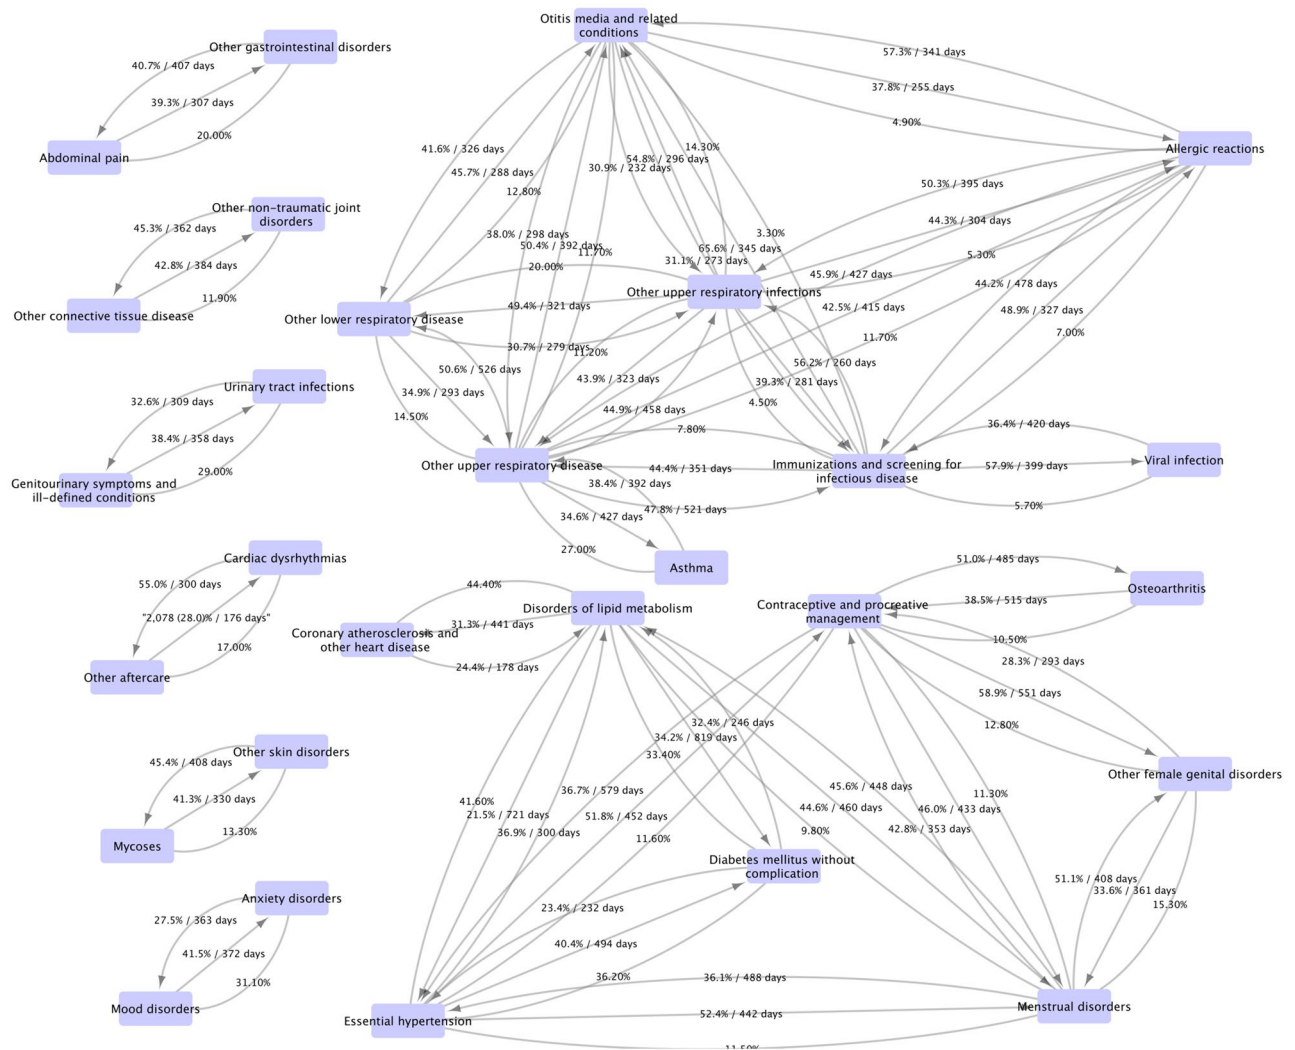 Otitis media and related
conditions
Other gastrointestinal disorders
40.7% / 407 days
39.3% / 307 days
20.00%
Abdominal pain
57.3% / 341 days
37.8% / 255 days
4.90%
Allergic reactions
41.6% / 326 days
45.7% / 288 days
12.80%
14.30%
54.8% / 296 days
30.9% / 232 days
50.3% / 395 days
44.3% / 304 days
5.30%
Other non-traumatic joint
disorders
45.3% / 362 days
42.8% / 384 days
11.90%
Other connective tissue disease
38.0% / 298 days
50.4% / 392 days
11.70%
20.00%
3.30%
65.6% / 345 days
31.1% / 273 days
45.9% / 427 days
42.5% / 415 days
11.70%
44.2% / 478 days
48.9% / 327 days
7.00%
Other upper respiratory infections
Other lower respiratory disease
49.4% / 321 days
30.7% / 279 days
11.20%
50.6% / 526 days
34.9% / 293 days
14.50%
43.9% / 323 days
44.9% / 458 days
7.80%
56.2% / 260 days
39.3% / 281 days
4.50%
Urinary tract infections
32.6% / 309 days
38.4% / 358 days
29.00%
Genitourinary symptoms and
ill-defined conditions
36.4% / 420 days
Viral infection
57.9% / 399 days
5.70%
Other upper respiratory disease
Immunizations and screening for
infectious disease
44.4% / 351 days
38.4% / 392 days
47.8% / 521 days
34.6% / 427 days
27.00%
Asthma
Cardiac dysrhythmias
55.0% / 300 days
"2,078 (28.0)% / 176 days"
17.00%
Other aftercare
44.40%
Disorders of lipid metabolism
31.3% / 441 days
Coronary atherosclerosis and
other heart disease
24.4% / 178 days
Contraceptive and procreative
management
51.0% / 485 days
Osteoarthritis
38.5% / 515 days
10.50%
28.3% / 293 days
58.9% / 551 days
12.80%
Other female genital disorders
32.4% / 246 days
34.2% / 819 days
33.40%
Other skin disorders
45.4% / 408 days
41.3% / 330 days
13.30%
Mycoses
41.60%
21.5% / 721 days
36.9% / 300 days
36.7% / 579 days
51.8% / 452 days
11.60%
45.6% / 448 days
44.6% / 460 days
9.80%
11.30%
46.0% / 433 days
42.8% / 353 days
Diabetes mellitus without
complication
51.1% / 408 days
33.6% / 361 days
15.30%
Anxiety disorders
27.5% / 363 days
41.5% / 372 days
31.10%
Mood disorders
23.4% / 232 days
40.4% / 494 days
36.20%
36.1% / 488 days
52.4% / 442 days
11.50%
Essential hypertension
Menstrual disorders